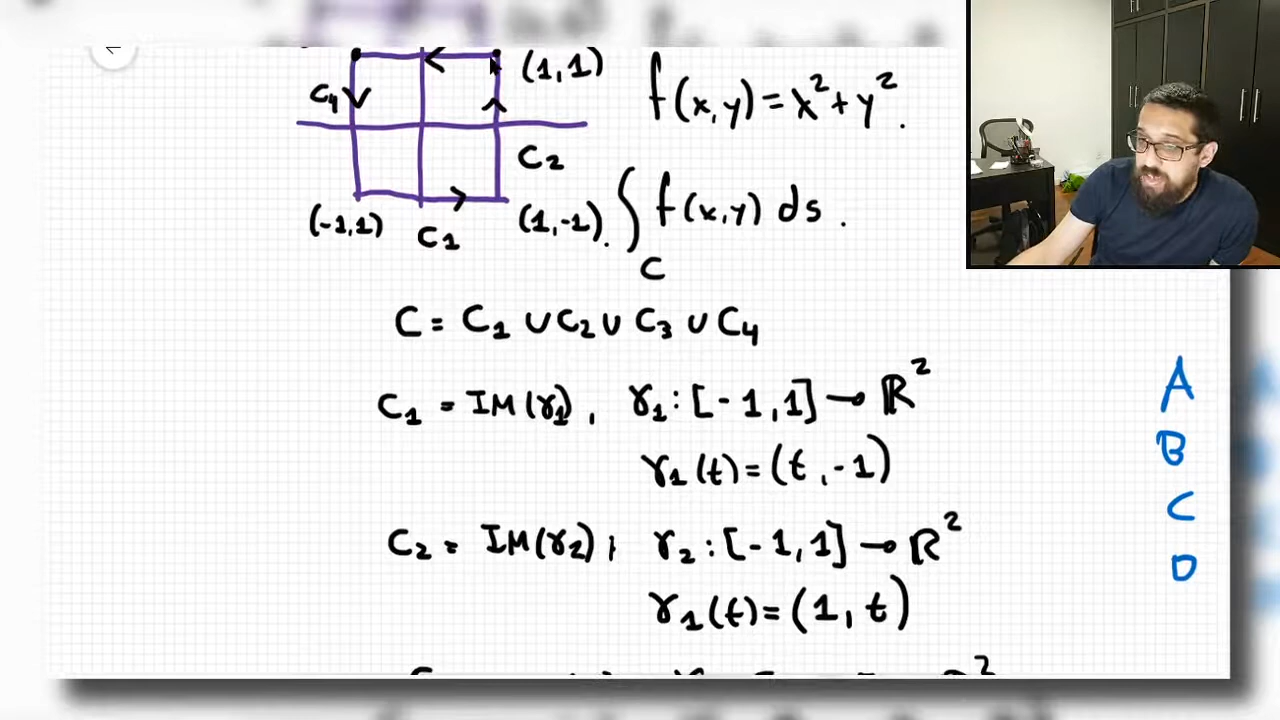 (1,1)
f(x,y)=x²+y².
C4
C2
(-1,1)
C1
(1,-1).
∫ f(x,y) ds.
C
C = C1 ∪ C2 ∪ C3 ∪ C4
C1 = IM(γ1), γ1:[-1,1]→ℝ²
γ1(t)=(t,-1)
C2 = IM(γ2); γ2:[-1,1]→ℝ²
γ1(t)=(1,t)
A
B
C
D